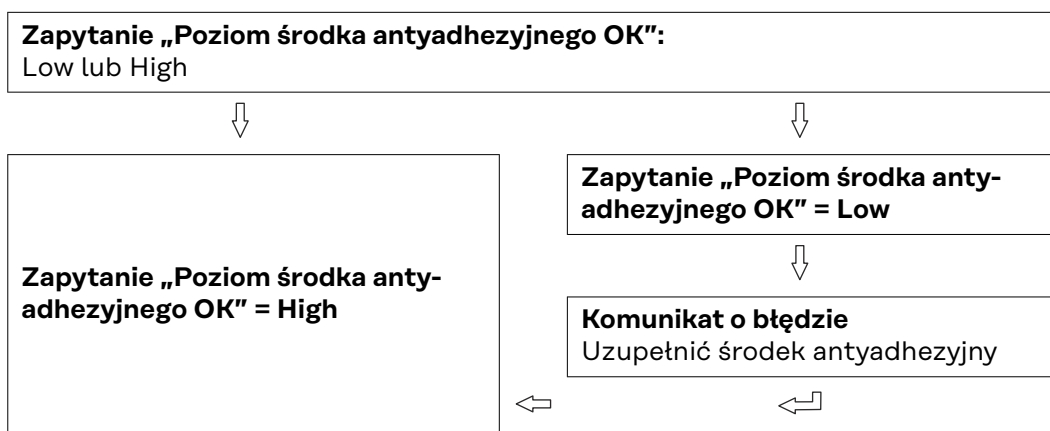 Zapytanie „Poziom środka antyadhezyjnego OK”:
Low lub High
Zapytanie „Poziom środka anty-
adhezyjnego OK” = High
Zapytanie „Poziom środka anty-
adhezyjnego OK” = Low
Komunikat o błędzie
Uzupełnić środek antyadhezyjny